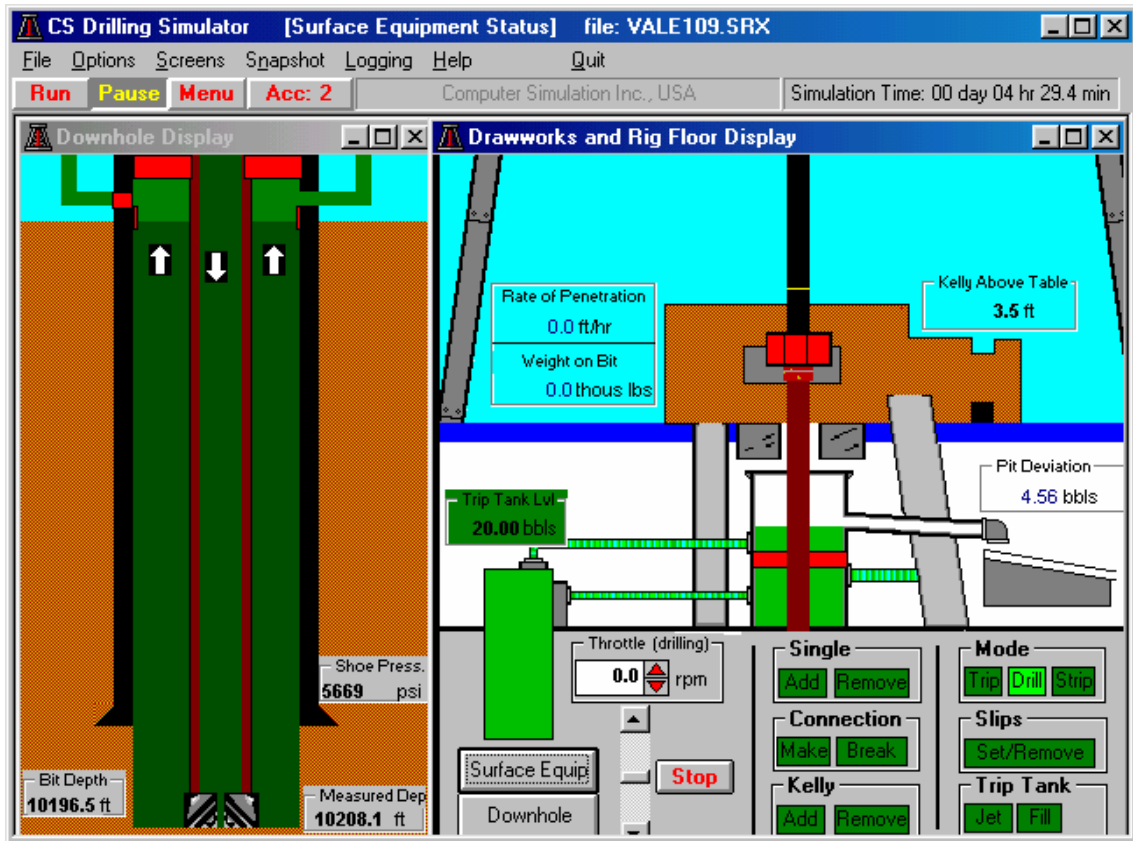 CS Drilling Simulator [Surface Equipment Status] file: VALE109.SRX
File Options Screens Snapshot Logging Help Quit
Run Pause Menu Acc: 2 Computer Simulation Inc., USA Simulation Time: 00 day 04 hr 29.4 min
Downhole Display
Shoe Press.
5669 psi
Bit Depth
10196.5 ft
Measured Dep
10208.1 ft
Drawworks and Rig Floor Display
Rate of Penetration
0.0 ft/hr
Weight on Bit
0.0 thous lbs
Kelly Above Table
3.5 ft
Pit Deviation
4.56 bbls
Trip Tank Lvl
20.00 bbls
Throttle (drilling)
0.0 rpm
Surface Equip
Downhole
Stop
Single
Add Remove
Connection
Make Break
Kelly
Add Remove
Mode
Trip Drill Strip
Slips
Set/Remove
Trip Tank
Jet Fill